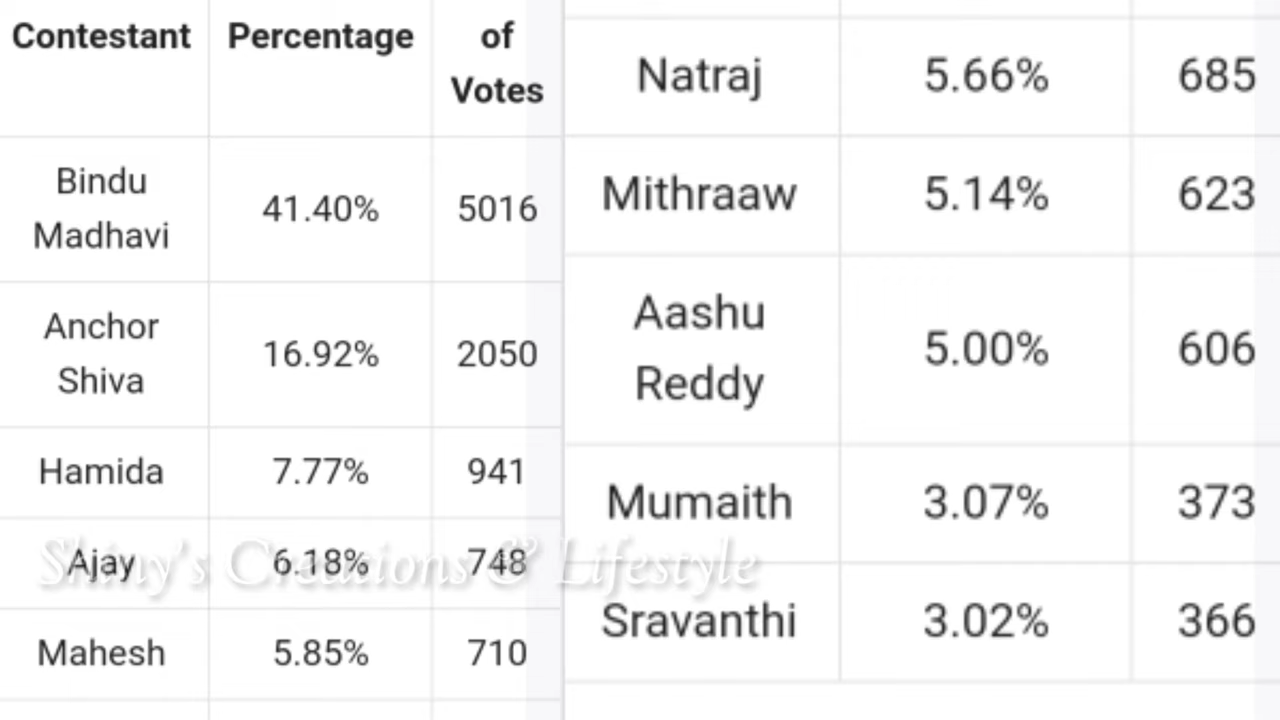 Contestant Percentage of
Votes
Bindu
Madhavi 41.40% 5016
Anchor
Shiva 16.92% 2050
Hamida 7.77% 941
Ajay 6.18% 748
Mahesh 5.85% 710
Natraj 5.66% 685
Mithraaw 5.14% 623
Aashu
Reddy 5.00% 606
Mumaith 3.07% 373
Sravanthi 3.02% 366
Shiny's Creations & Lifestyle